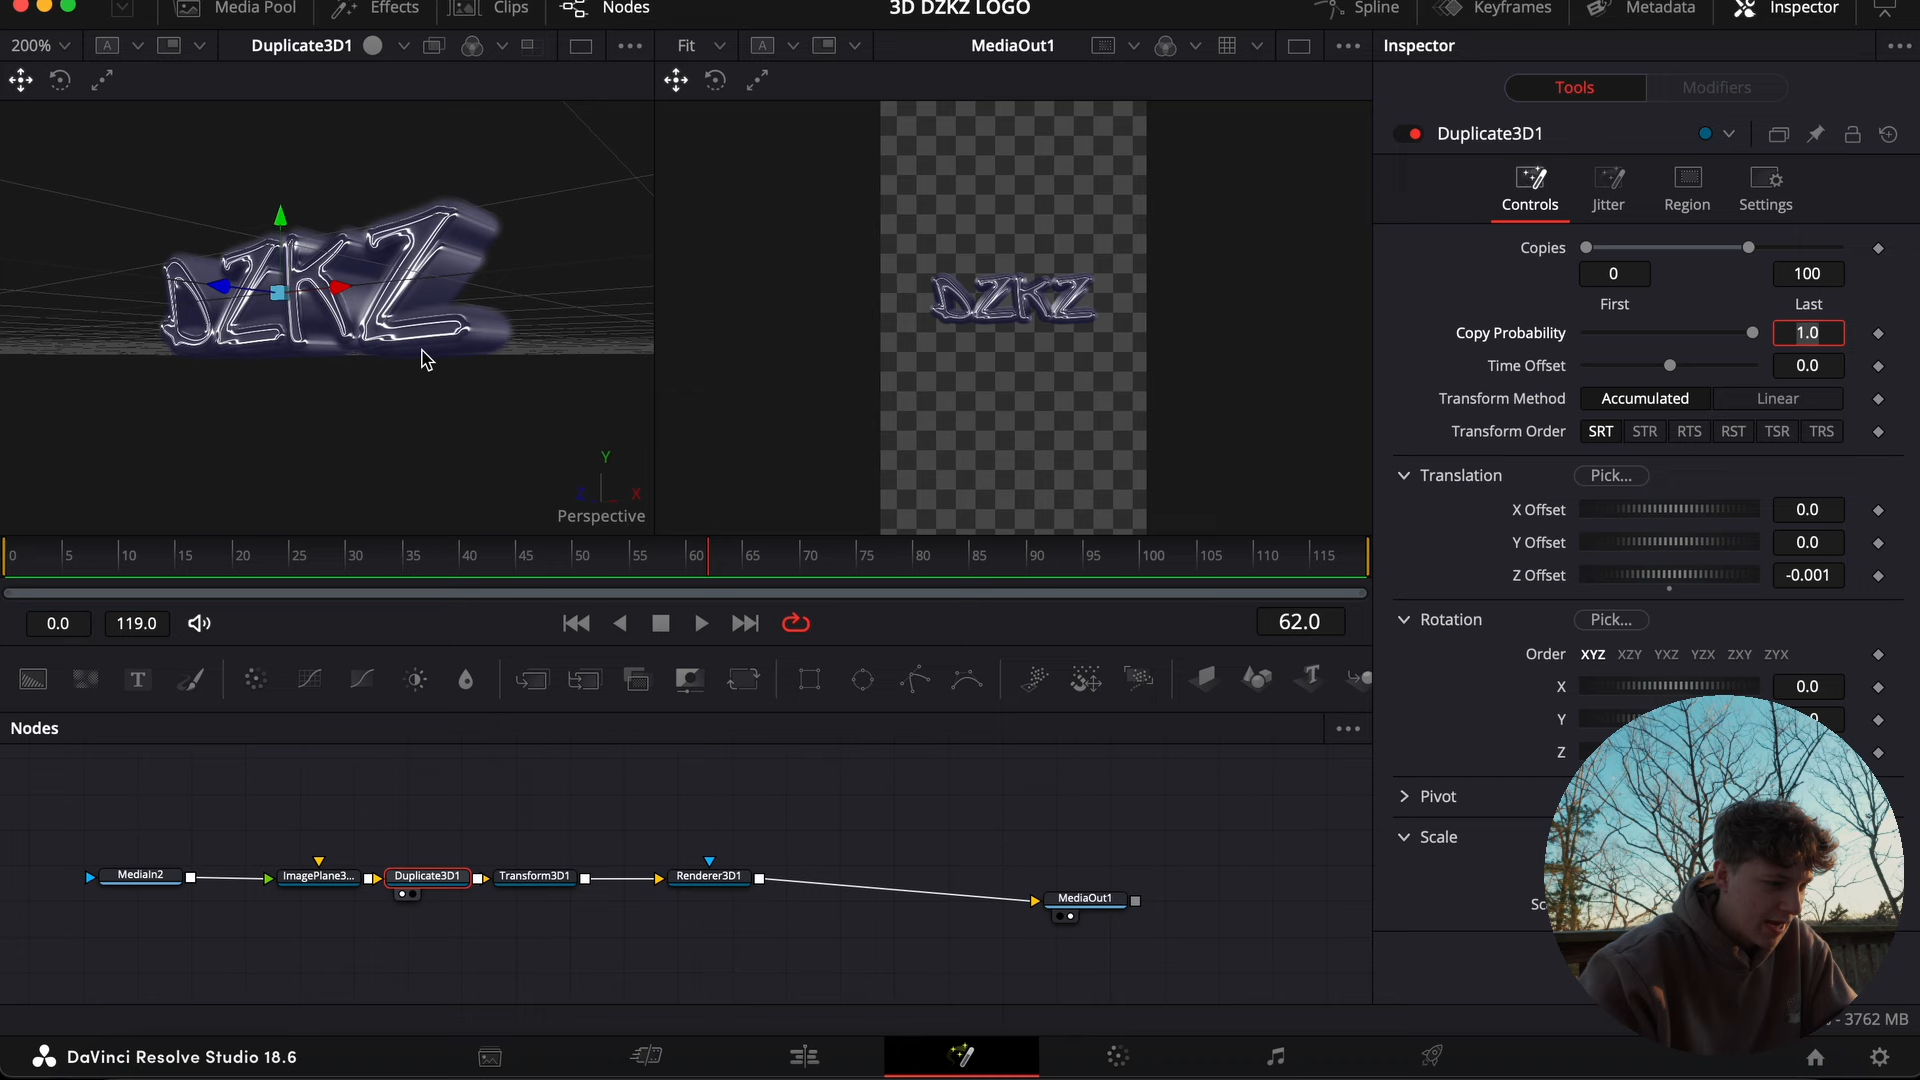 Media Pool
Effects
Clips
Nodes
3D DZKZ LOGO
Spline
Keyframes
Metadata
Inspector
200%
A
Duplicate3D1
Fit
A
MediaOut1
Inspector
Tools
Modifiers
Duplicate3D1
Controls
Jitter
Region
Settings
DZKZ
DZKZ
Y
Z
X
Perspective
Copies
0
100
First
Last
Copy Probability
1.0
Time Offset
0.0
Transform Method
Accumulated
Linear
Transform Order
SRT
STR
RTS
RST
TSR
TRS
Translation
Pick...
X Offset
0.0
Y Offset
0.0
Z Offset
-0.001
Rotation
Pick...
Order
XYZ
XZY
YXZ
YZX
ZXY
ZYX
X
0.0
Y
Z
Pivot
Scale
0
5
10
15
20
25
30
35
40
45
50
55
60
65
70
75
80
85
90
95
100
105
110
115
0.0
119.0
62.0
T
T
Nodes
MediaIn2
ImagePlane3...
Duplicate3D1
Transform3D1
Renderer3D1
MediaOut1
- 3762 MB
DaVinci Resolve Studio 18.6